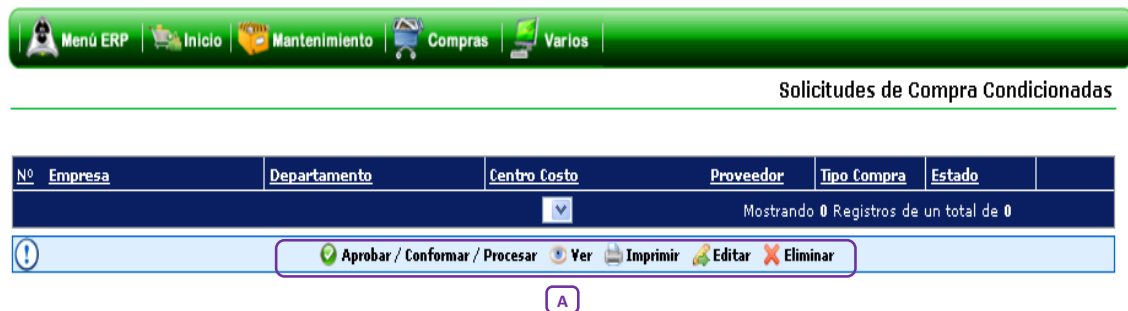 Menú ERP Inicio Mantenimiento Compras Varios
Solicitudes de Compra Condicionadas
Nº Empresa Departamento Centro Costo Proveedor Tipo Compra Estado
Mostrando 0 Registros de un total de 0
Aprobar / Conformar / Procesar Ver Imprimir Editar Eliminar
A